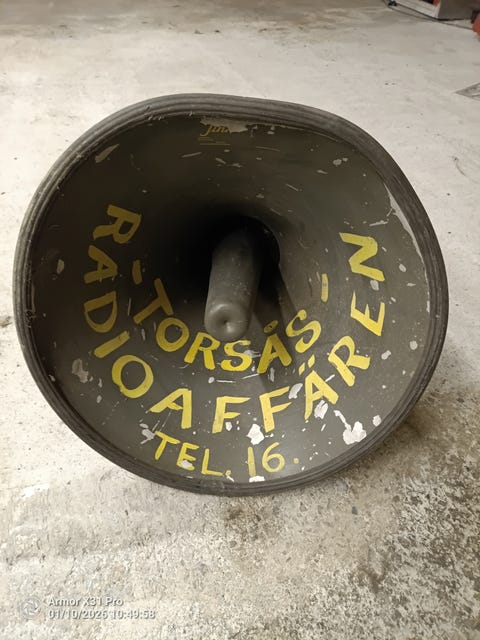 - TORSÅS -
RADIOAFFÄREN
TEL. 16.
Armor X31 Pro
01/10/2026 10:49:58